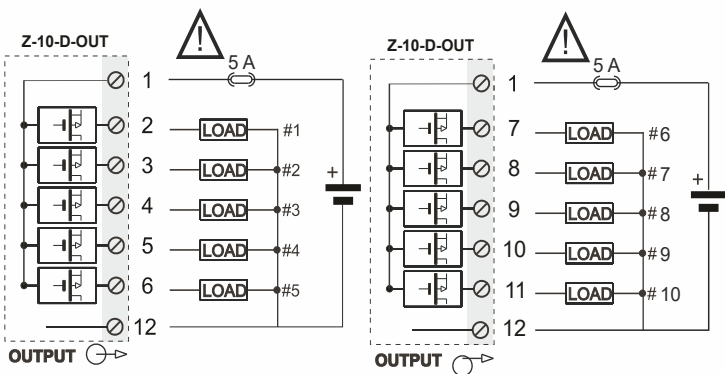 Z-10-D-OUT
5 A
1
2 LOAD #1
3 LOAD #2
4 LOAD #3
5 LOAD #4
6 LOAD #5
+
12
OUTPUT
Z-10-D-OUT
5 A
1
7 LOAD #6
8 LOAD #7
9 LOAD #8
10 LOAD #9
11 LOAD # 10
+
12
OUTPUT